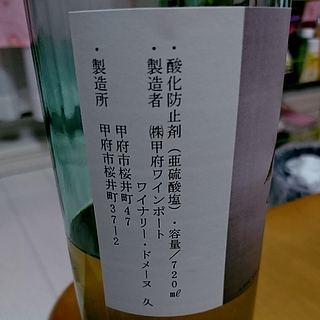 ・酸化防止剤（亜硫酸塩）・容量／720㎖
・製造者　㈱甲府ワインポート
ワイナリー・ドメーヌ　久
甲府市桜井町47
・製造所　甲府市桜井町37ー2